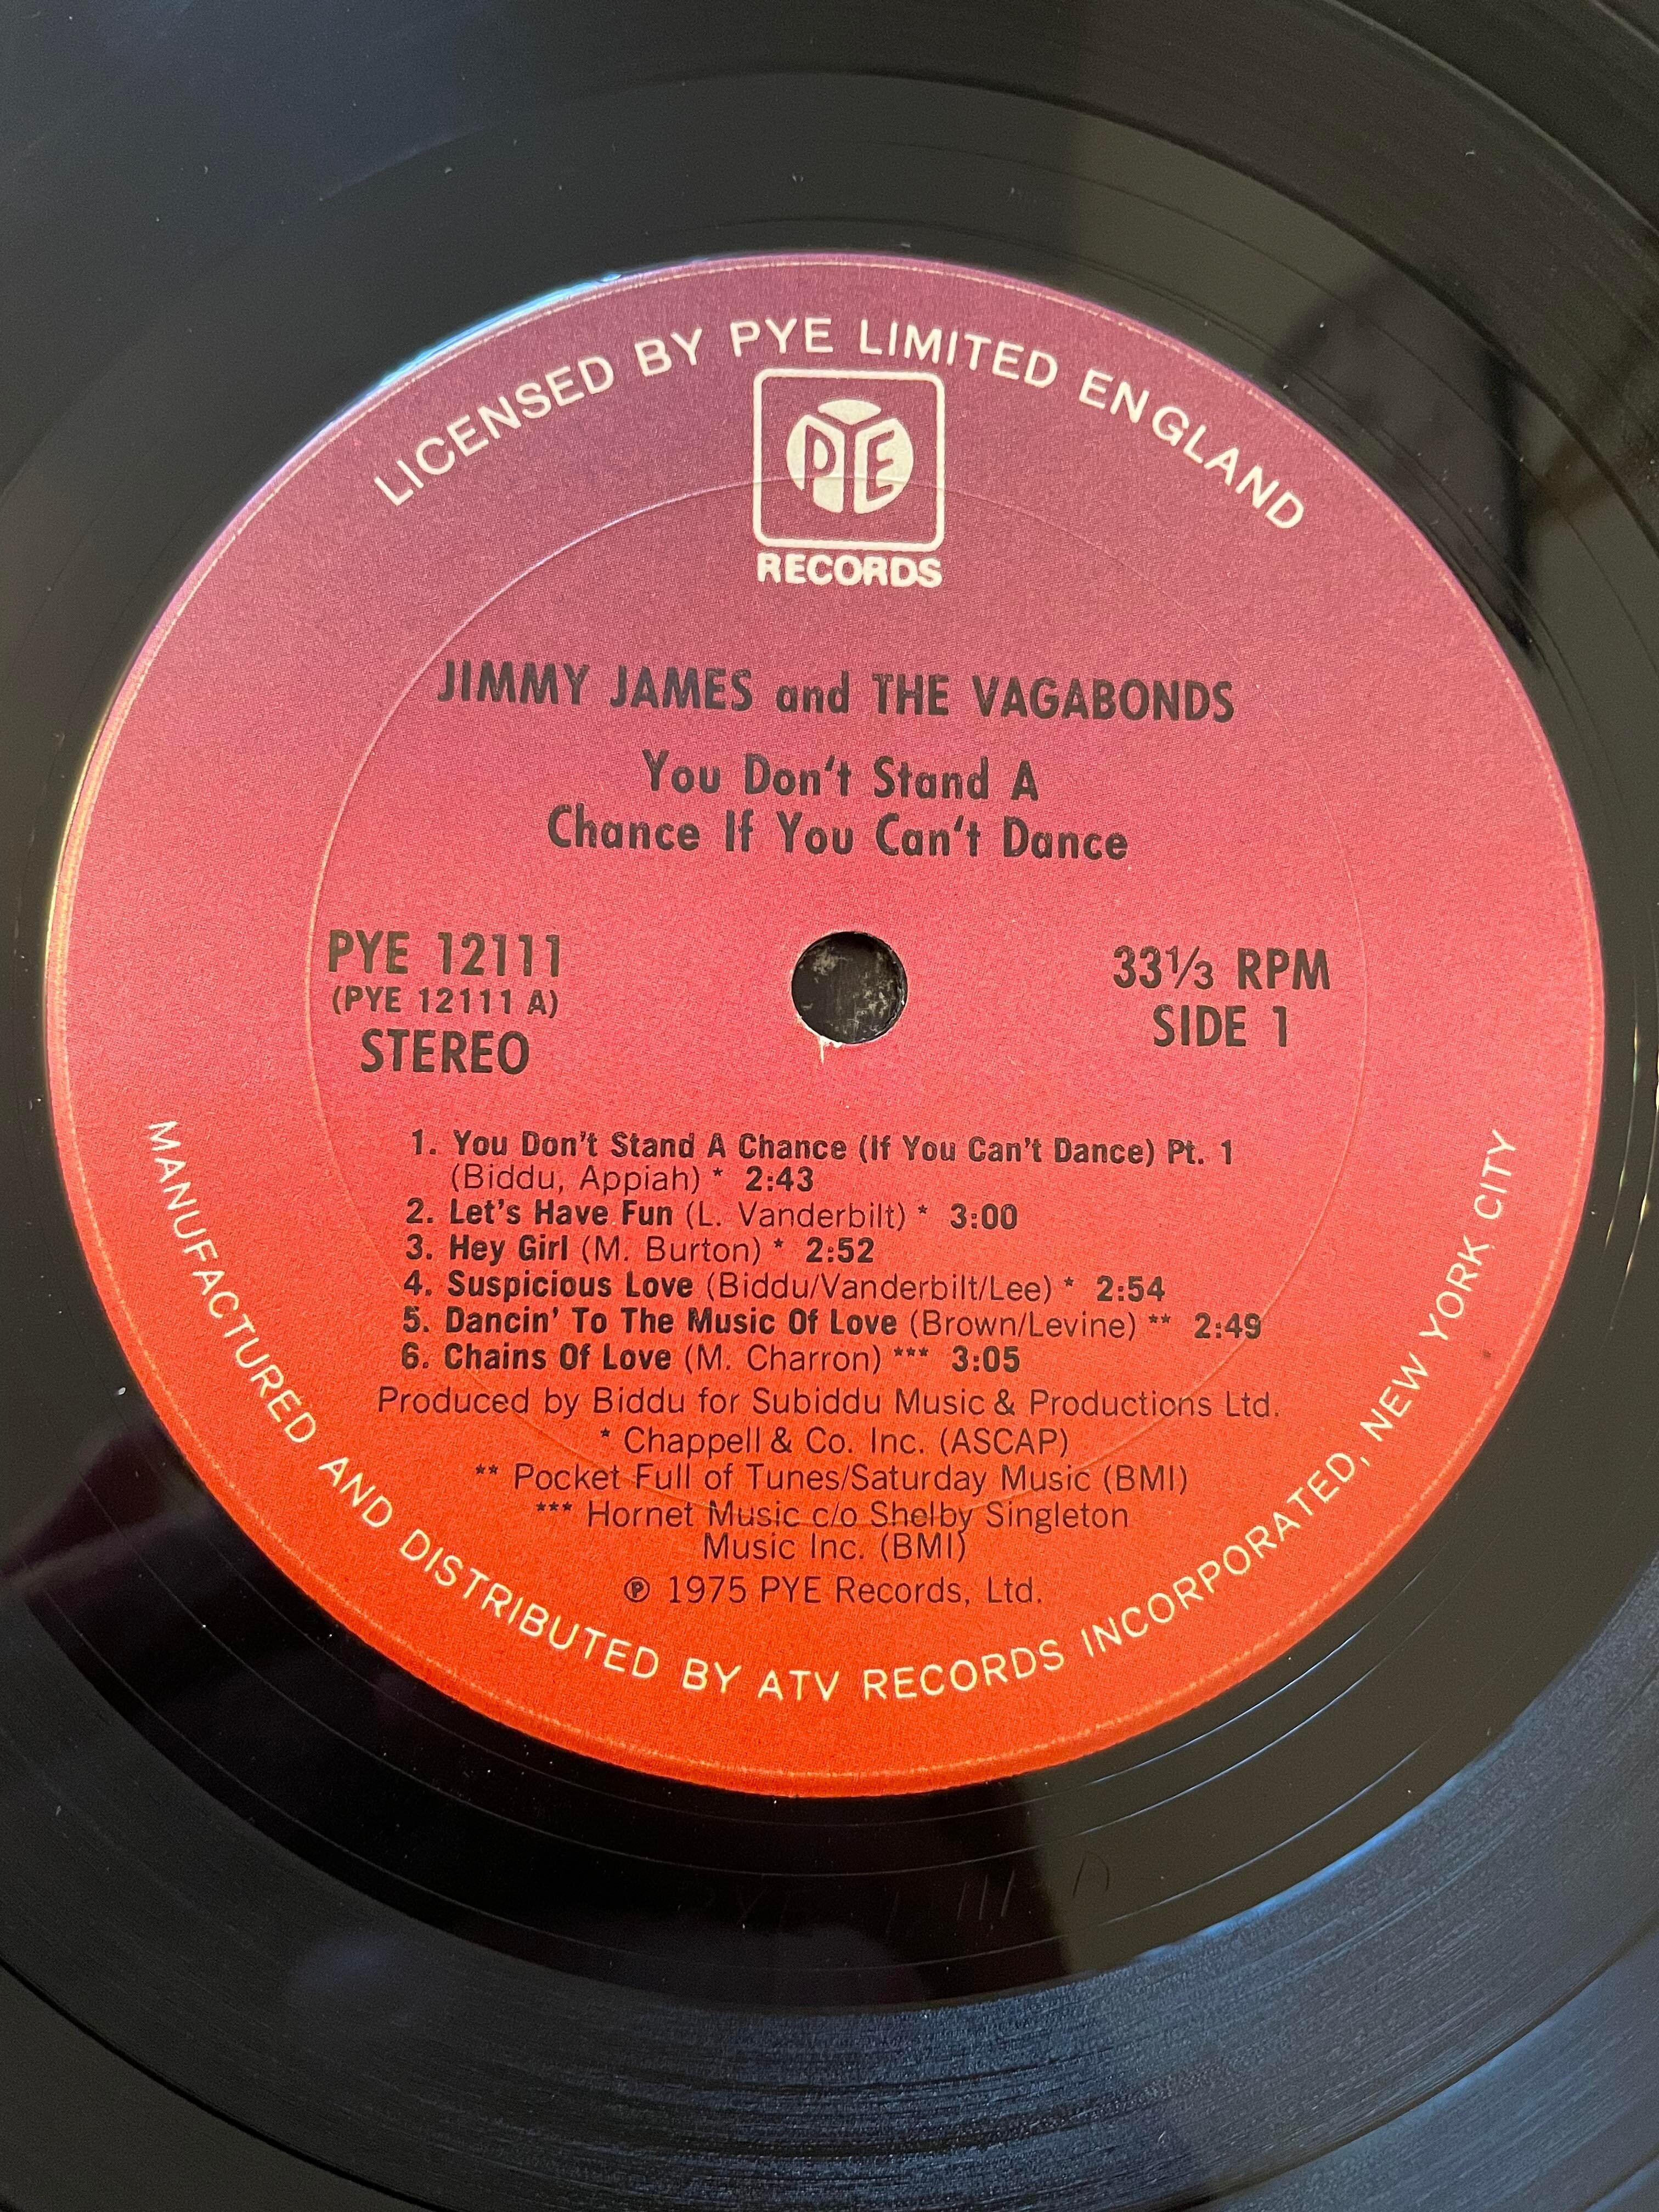 LICENSED BY PYE LIMITED ENGLAND
PYE
RECORDS
JIMMY JAMES and THE VAGABONDS
You Don't Stand A
Chance If You Can't Dance
PYE 12111
(PYE 12111 A)
STEREO
33⅓ RPM
SIDE 1
1. You Don't Stand A Chance (If You Can't Dance) Pt. 1
(Biddu, Appiah) * 2:43
2. Let's Have Fun (L. Vanderbilt) * 3:00
3. Hey Girl (M. Burton) * 2:52
4. Suspicious Love (Biddu/Vanderbilt/Lee) * 2:54
5. Dancin' To The Music Of Love (Brown/Levine) ** 2:49
6. Chains Of Love (M. Charron) *** 3:05
Produced by Biddu for Subiddu Music & Productions Ltd.
* Chappell & Co. Inc. (ASCAP)
** Pocket Full of Tunes/Saturday Music (BMI)
*** Hornet Music c/o Shelby Singleton
Music Inc. (BMI)
℗ 1975 PYE Records, Ltd.
MANUFACTURED AND DISTRIBUTED BY ATV RECORDS INCORPORATED, NEW YORK CITY